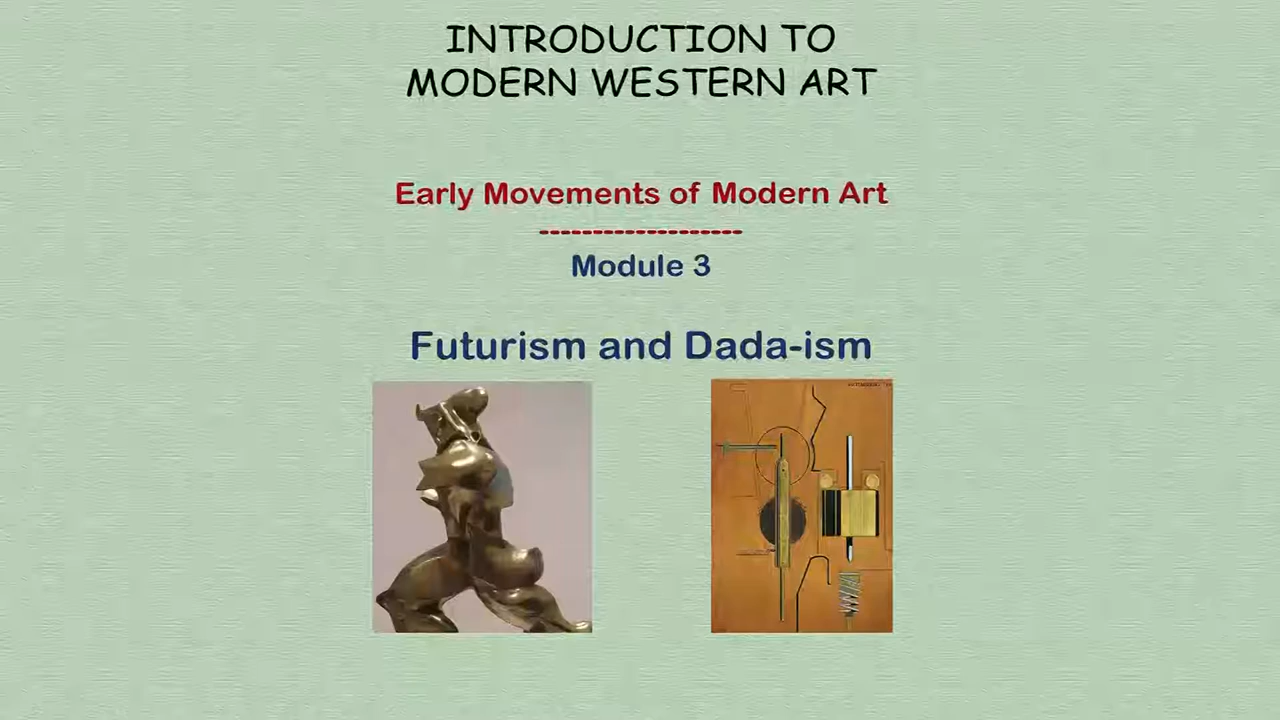 INTRODUCTION TO
MODERN WESTERN ART
Early Movements of Modern Art
-------------------
Module 3
Futurism and Dada-ism